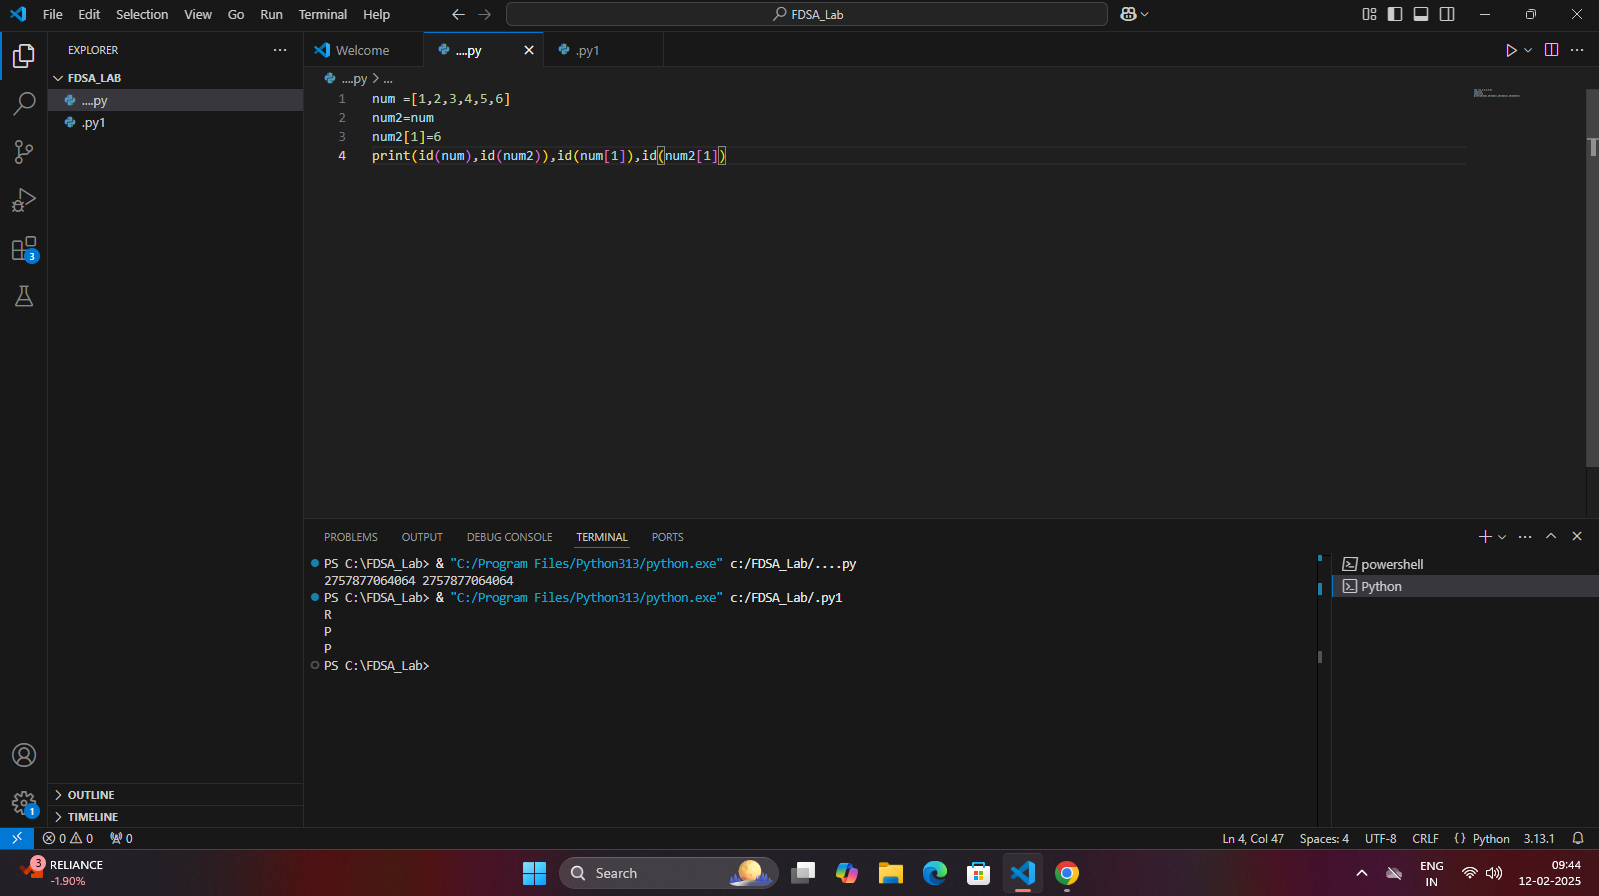 File Edit Selection View Go Run Terminal Help
FDSA_Lab
EXPLORER
FDSA_LAB
....py
.py1
Welcome
....py
.py1
....py > ...
1 num =[1,2,3,4,5,6]
2 num2=num
3 num2[1]=6
4 print(id(num),id(num2)),id(num[1]),id(num2[1])
PROBLEMS OUTPUT DEBUG CONSOLE TERMINAL PORTS
PS C:\FDSA_Lab> & "C:/Program Files/Python313/python.exe" c:/FDSA_Lab/....py
2757877064064 2757877064064
PS C:\FDSA_Lab> & "C:/Program Files/Python313/python.exe" c:/FDSA_Lab/.py1
R
P
P
PS C:\FDSA_Lab>
powershell
Python
3
1
OUTLINE
TIMELINE
0 0 0
Ln 4, Col 47 Spaces: 4 UTF-8 CRLF {} Python 3.13.1
3
RELIANCE
-1.90%
Search
ENG
IN
09:44
12-02-2025